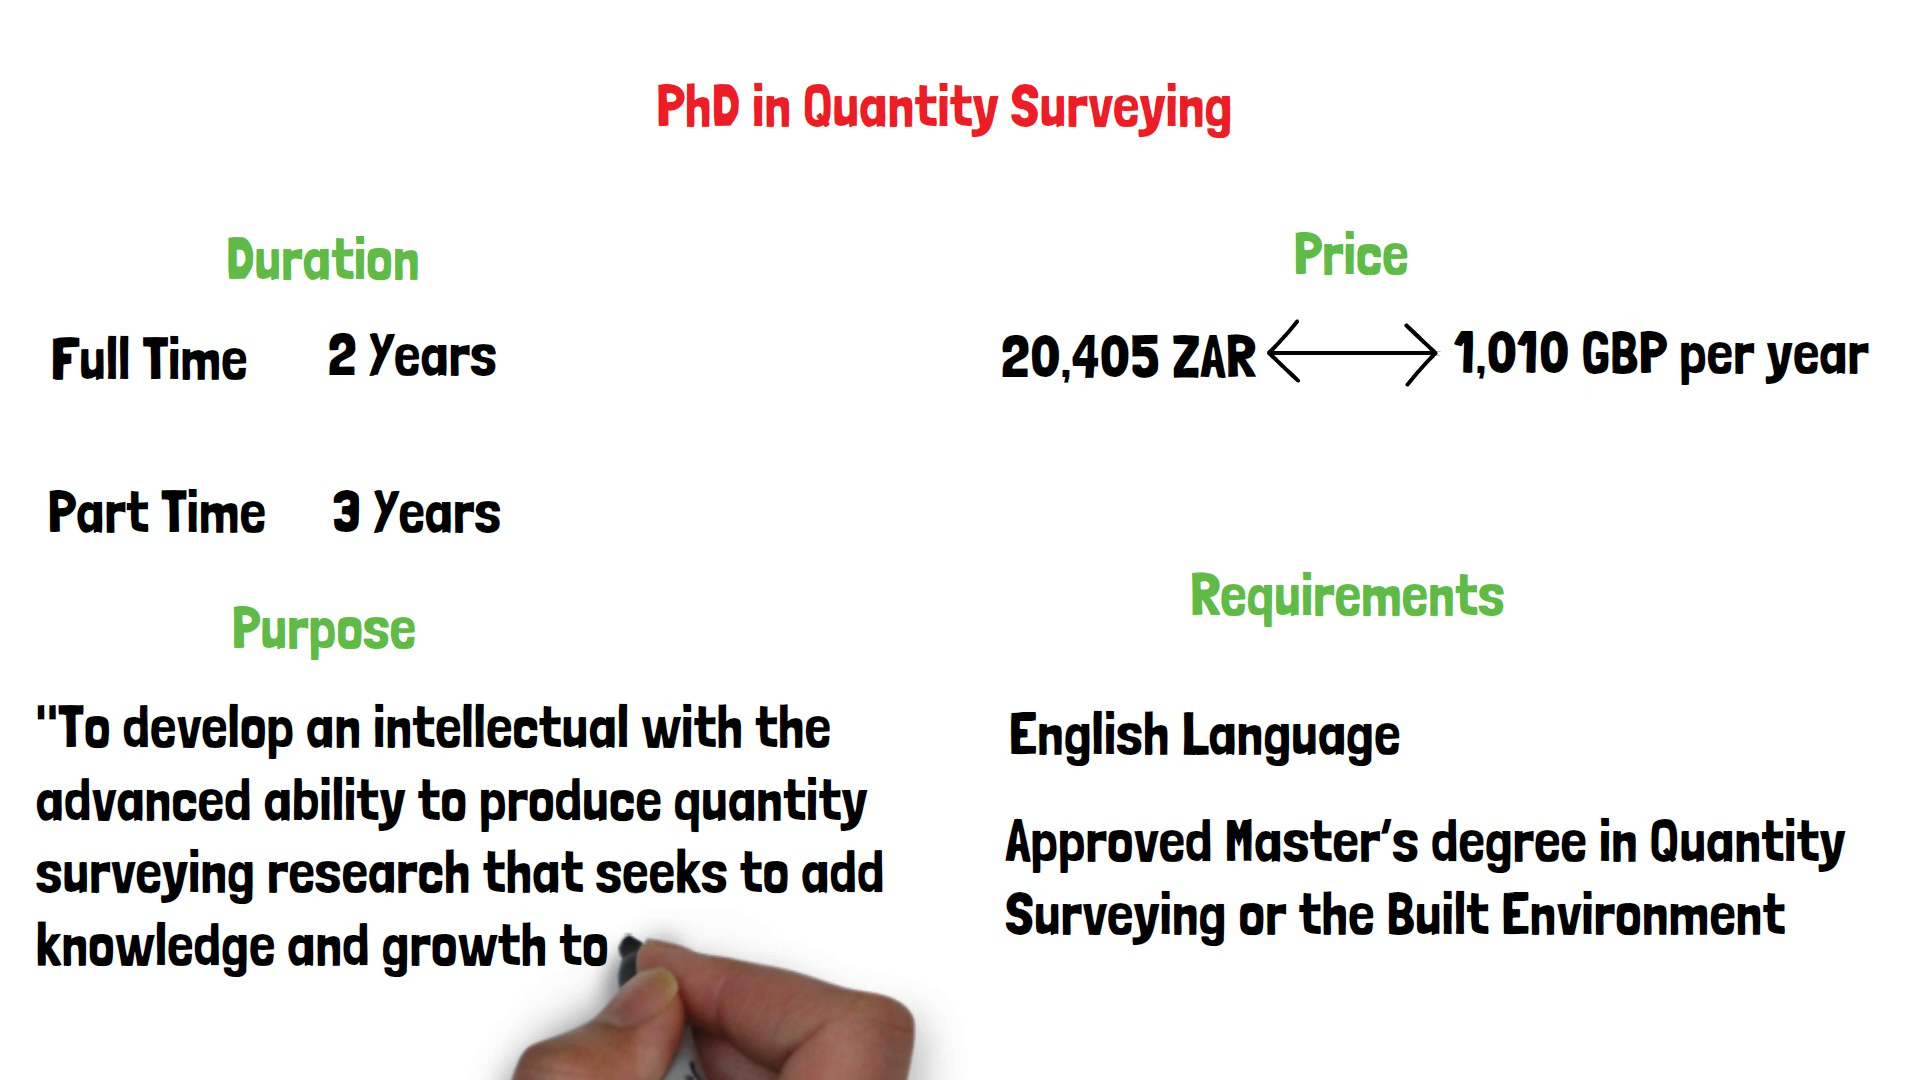 PhD in Quantity Surveying
Duration
Full Time 2 Years
Part Time 3 Years
Purpose
"To develop an intellectual with the
advanced ability to produce quantity
surveying research that seeks to add
knowledge and growth to
Price
20,405 ZAR 1,010 GBP per year
Requirements
English Language
Approved Master's degree in Quantity
Surveying or the Built Environment